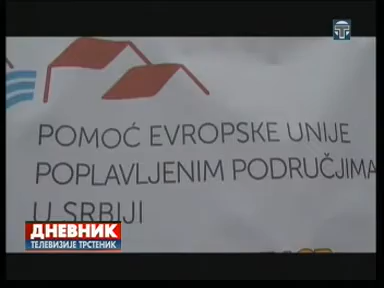 POMOĆ EVROPSKE UNIJE
POPLAVLJENIM PODRUČJIMA
U SRBIJI
ДНЕВНИК
ТЕЛЕВИЗИЈЕ ТРСТЕНИК